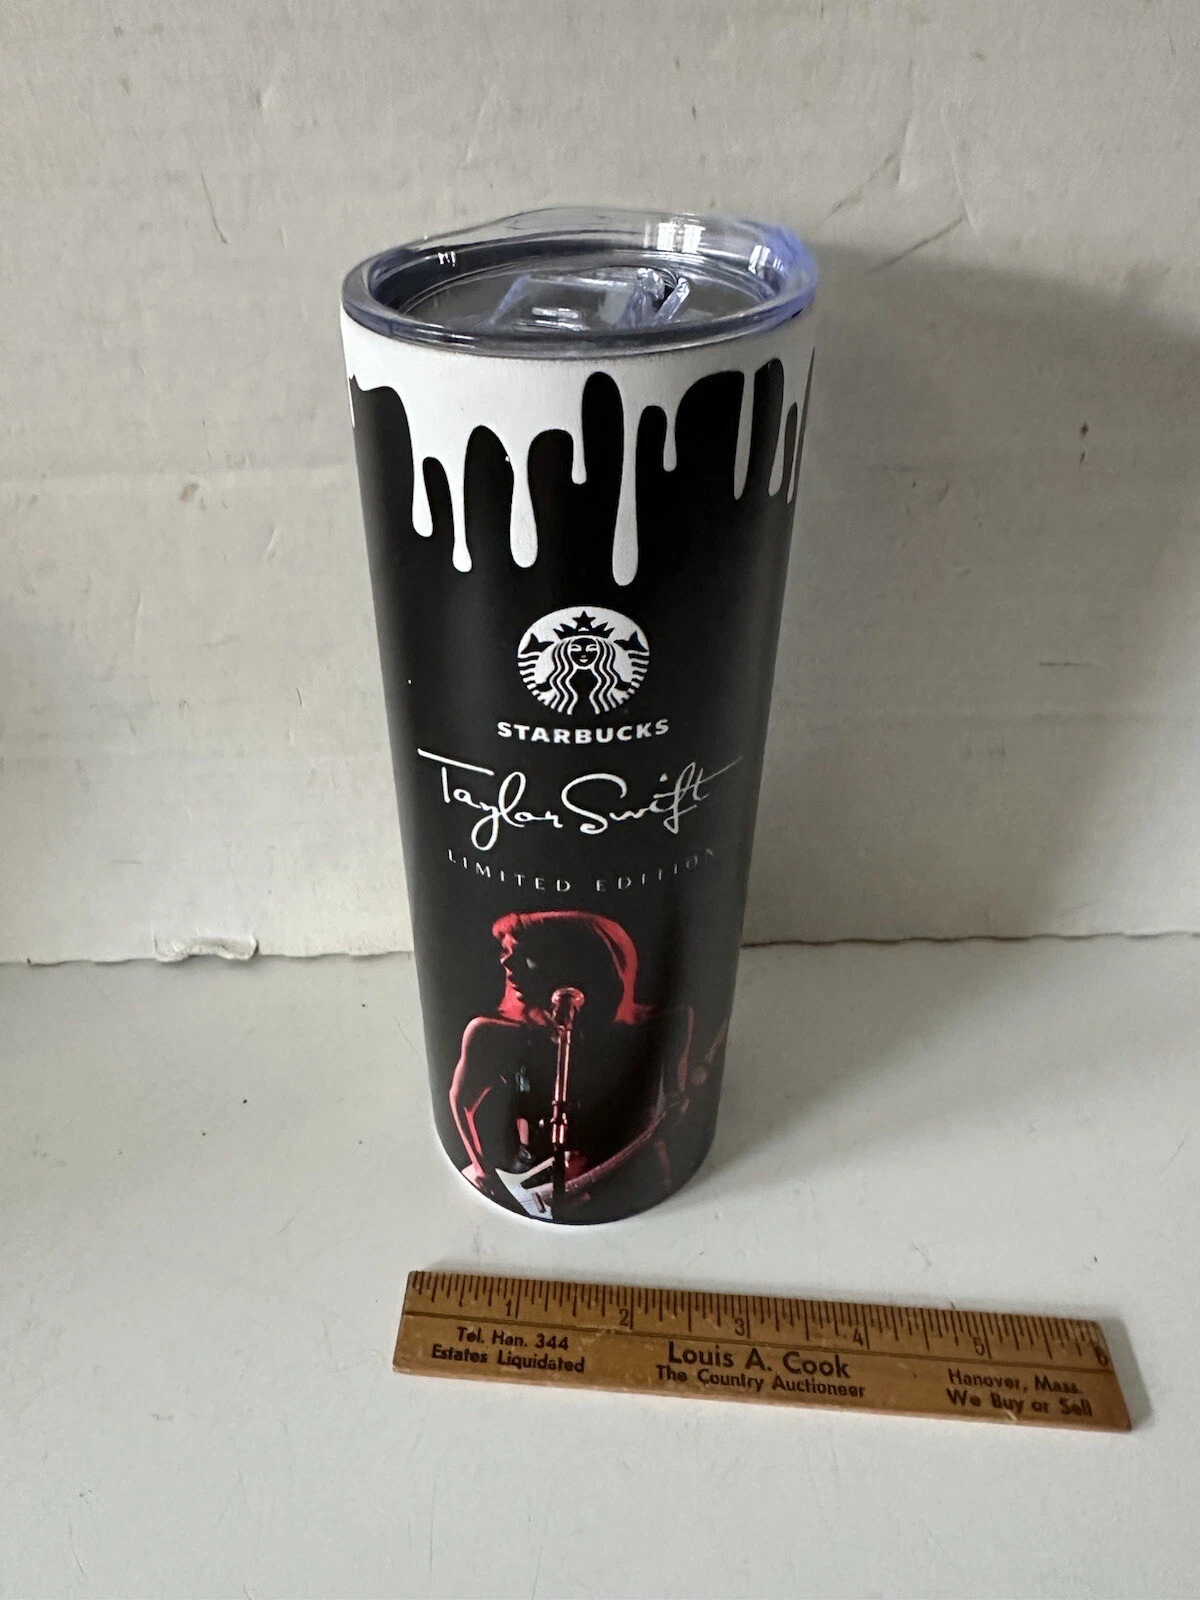 STARBUCKS
Taylor Swift
LIMITED EDITION
1 2 3 4 5 6
Tel. Han. 344
Estates Liquidated
Louis A. Cook
The Country Auctioneer
Hanover, Mass.
We Buy or Sell